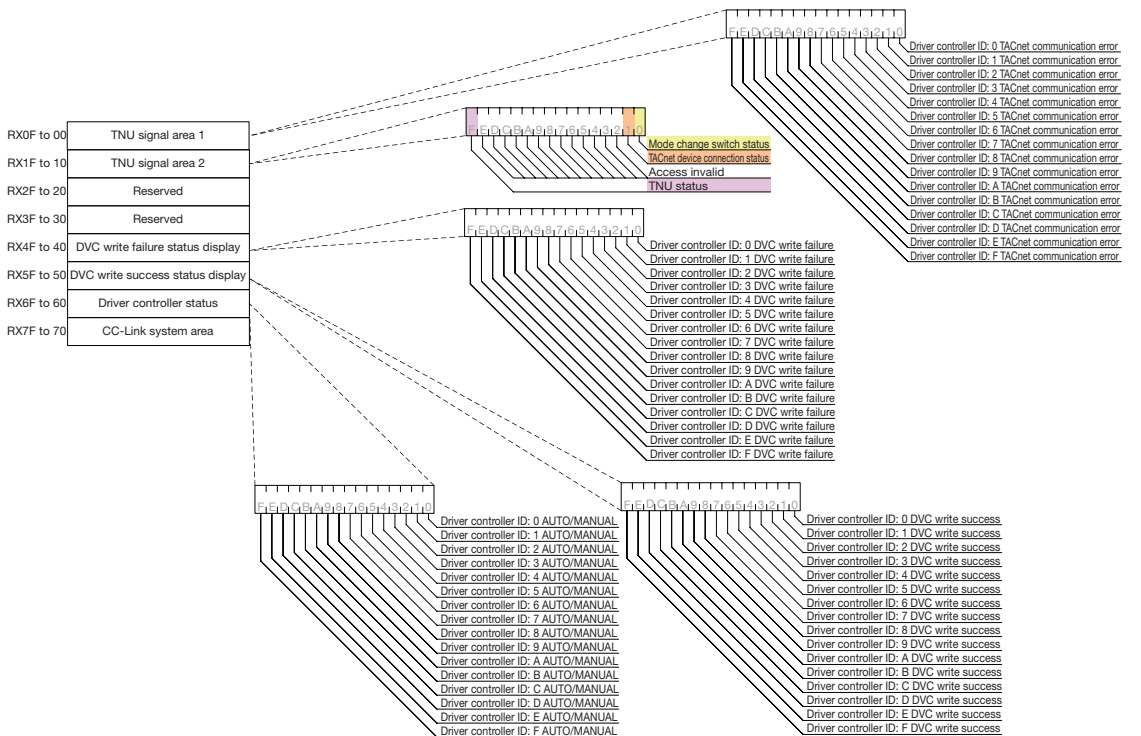 F E D C B A 9 8 7 6 5 4 3 2 1 0
Driver controller ID: 0 TACnet communication error
Driver controller ID: 1 TACnet communication error
Driver controller ID: 2 TACnet communication error
Driver controller ID: 3 TACnet communication error
Driver controller ID: 4 TACnet communication error
Driver controller ID: 5 TACnet communication error
Driver controller ID: 6 TACnet communication error
Driver controller ID: 7 TACnet communication error
Driver controller ID: 8 TACnet communication error
Driver controller ID: 9 TACnet communication error
Driver controller ID: A TACnet communication error
Driver controller ID: B TACnet communication error
Driver controller ID: C TACnet communication error
Driver controller ID: D TACnet communication error
Driver controller ID: E TACnet communication error
Driver controller ID: F TACnet communication error
RX0F to 00 TNU signal area 1
RX1F to 10 TNU signal area 2
RX2F to 20 Reserved
RX3F to 30 Reserved
RX4F to 40 DVC write failure status display
RX5F to 50 DVC write success status display
RX6F to 60 Driver controller status
RX7F to 70 CC-Link system area
F E D C B A 9 8 7 6 5 4 3 2 1 0
Mode change switch status
TACnet device connection status
Access invalid
TNU status
F E D C B A 9 8 7 6 5 4 3 2 1 0
Driver controller ID: 0 DVC write failure
Driver controller ID: 1 DVC write failure
Driver controller ID: 2 DVC write failure
Driver controller ID: 3 DVC write failure
Driver controller ID: 4 DVC write failure
Driver controller ID: 5 DVC write failure
Driver controller ID: 6 DVC write failure
Driver controller ID: 7 DVC write failure
Driver controller ID: 8 DVC write failure
Driver controller ID: 9 DVC write failure
Driver controller ID: A DVC write failure
Driver controller ID: B DVC write failure
Driver controller ID: C DVC write failure
Driver controller ID: D DVC write failure
Driver controller ID: E DVC write failure
Driver controller ID: F DVC write failure
F E D C B A 9 8 7 6 5 4 3 2 1 0
Driver controller ID: 0 AUTO/MANUAL
Driver controller ID: 1 AUTO/MANUAL
Driver controller ID: 2 AUTO/MANUAL
Driver controller ID: 3 AUTO/MANUAL
Driver controller ID: 4 AUTO/MANUAL
Driver controller ID: 5 AUTO/MANUAL
Driver controller ID: 6 AUTO/MANUAL
Driver controller ID: 7 AUTO/MANUAL
Driver controller ID: 8 AUTO/MANUAL
Driver controller ID: 9 AUTO/MANUAL
Driver controller ID: A AUTO/MANUAL
Driver controller ID: B AUTO/MANUAL
Driver controller ID: C AUTO/MANUAL
Driver controller ID: D AUTO/MANUAL
Driver controller ID: E AUTO/MANUAL
Driver controller ID: F AUTO/MANUAL
F E D C B A 9 8 7 6 5 4 3 2 1 0
Driver controller ID: 0 DVC write success
Driver controller ID: 1 DVC write success
Driver controller ID: 2 DVC write success
Driver controller ID: 3 DVC write success
Driver controller ID: 4 DVC write success
Driver controller ID: 5 DVC write success
Driver controller ID: 6 DVC write success
Driver controller ID: 7 DVC write success
Driver controller ID: 8 DVC write success
Driver controller ID: 9 DVC write success
Driver controller ID: A DVC write success
Driver controller ID: B DVC write success
Driver controller ID: C DVC write success
Driver controller ID: D DVC write success
Driver controller ID: E DVC write success
Driver controller ID: F DVC write success